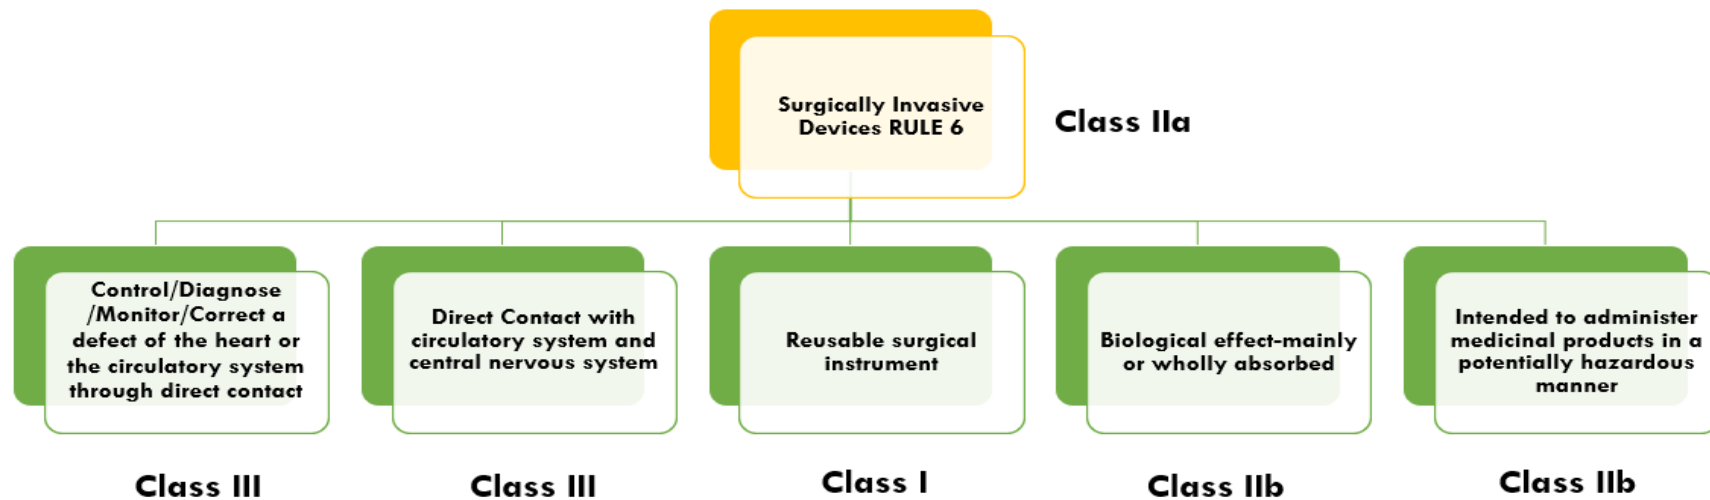 Surgically Invasive
Devices RULE 6
Class IIa
Control/Diagnose
/Monitor/Correct a
defect of the heart or
the circulatory system
through direct contact
Class III
Direct Contact with
circulatory system and
central nervous system
Class III
Reusable surgical
instrument
Class I
Biological effect-mainly
or wholly absorbed
Class IIb
Intended to administer
medicinal products in a
potentially hazardous
manner
Class IIb